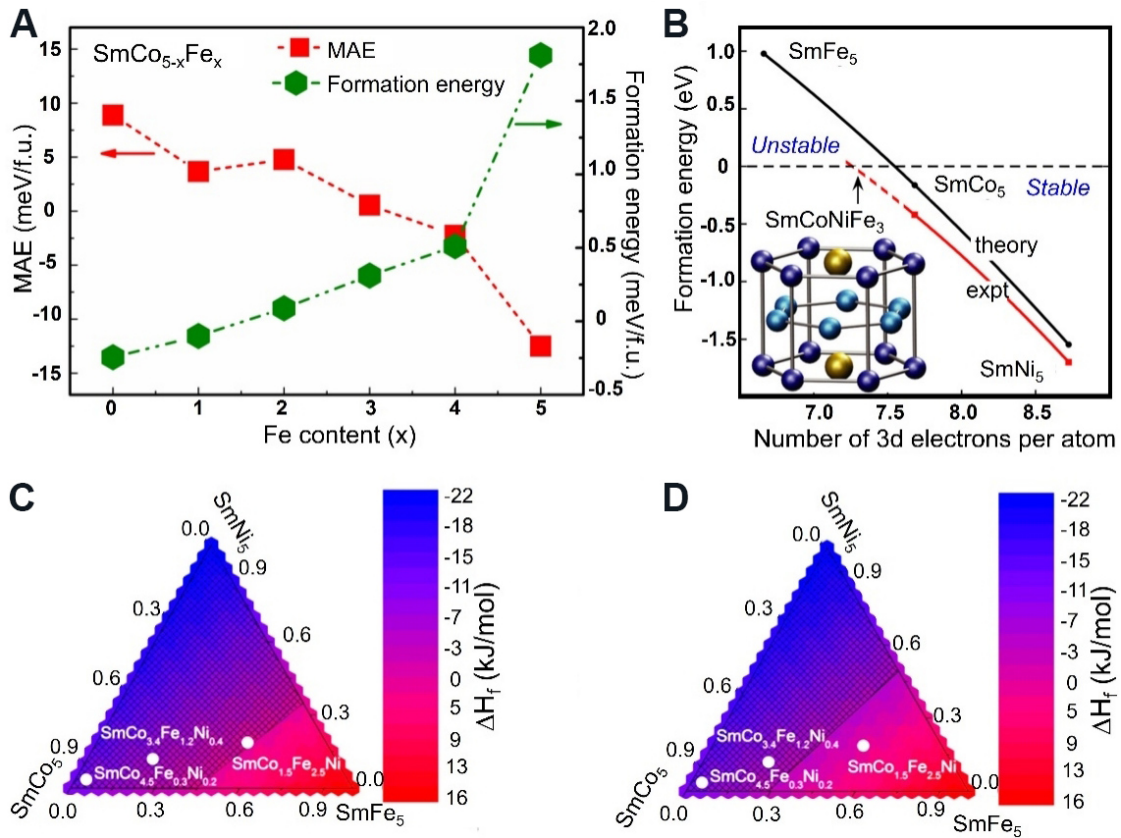 A
SmCo5-xFex
MAE
Formation energy
MAE (meV/f.u.)
15
10
5
0
-5
-10
-15
0 1 2 3 4 5
Fe content (x)
2.0
1.5
1.0
0.5
0
-0.5
Formation energy (meV/f.u.)
B
Formation energy (eV)
1.0
0.5
0
-0.5
-1.0
-1.5
SmFe5
Unstable
SmCo5
Stable
SmCoNiFe3
theory
expt
SmNi5
7.0 7.5 8.0 8.5
Number of 3d electrons per atom
C
SmNi5
0.0
0.9
0.3
0.6
0.6
0.3
0.9
0.0
SmCo3.4Fe1.2Ni0.4
SmCo4.5Fe0.3Ni0.2
SmCo1.5Fe2.5Ni
SmCo5
0.0 0.3 0.6 0.9
SmFe5
-22
-18
-15
-11
-7
-3
0
5
9
13
16
ΔHf (kJ/mol)
D
SmNi5
0.0
0.9
0.3
0.6
0.6
0.3
0.9
0.0
SmCo3.4Fe1.2Ni0.4
SmCo4.5Fe0.3Ni0.2
SmCo1.5Fe2.5Ni
SmCo5
0.0 0.3 0.6 0.9
SmFe5
-22
-18
-15
-11
-7
-3
0
5
9
13
16
ΔHf (kJ/mol)